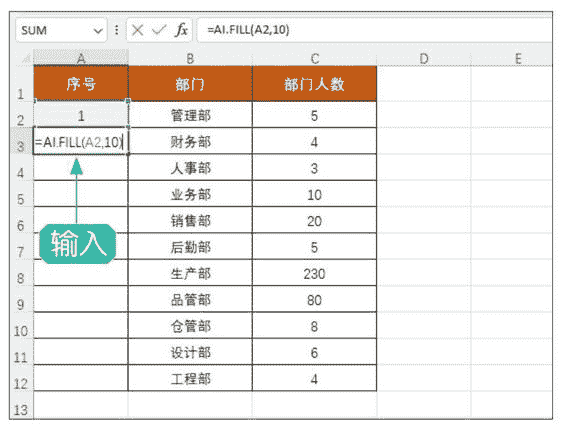 SUM fx =AI.FILL(A2,10)
A B C D E
1 序号 部门 部门人数
2 1 管理部 5
3 =AI.FILL(A2,10) 财务部 4
4 人事部 3
5 业务部 10
6 销售部 20
7 输入 后勤部 5
8 生产部 230
9 品管部 80
10 仓管部 8
11 设计部 6
12 工程部 4
13